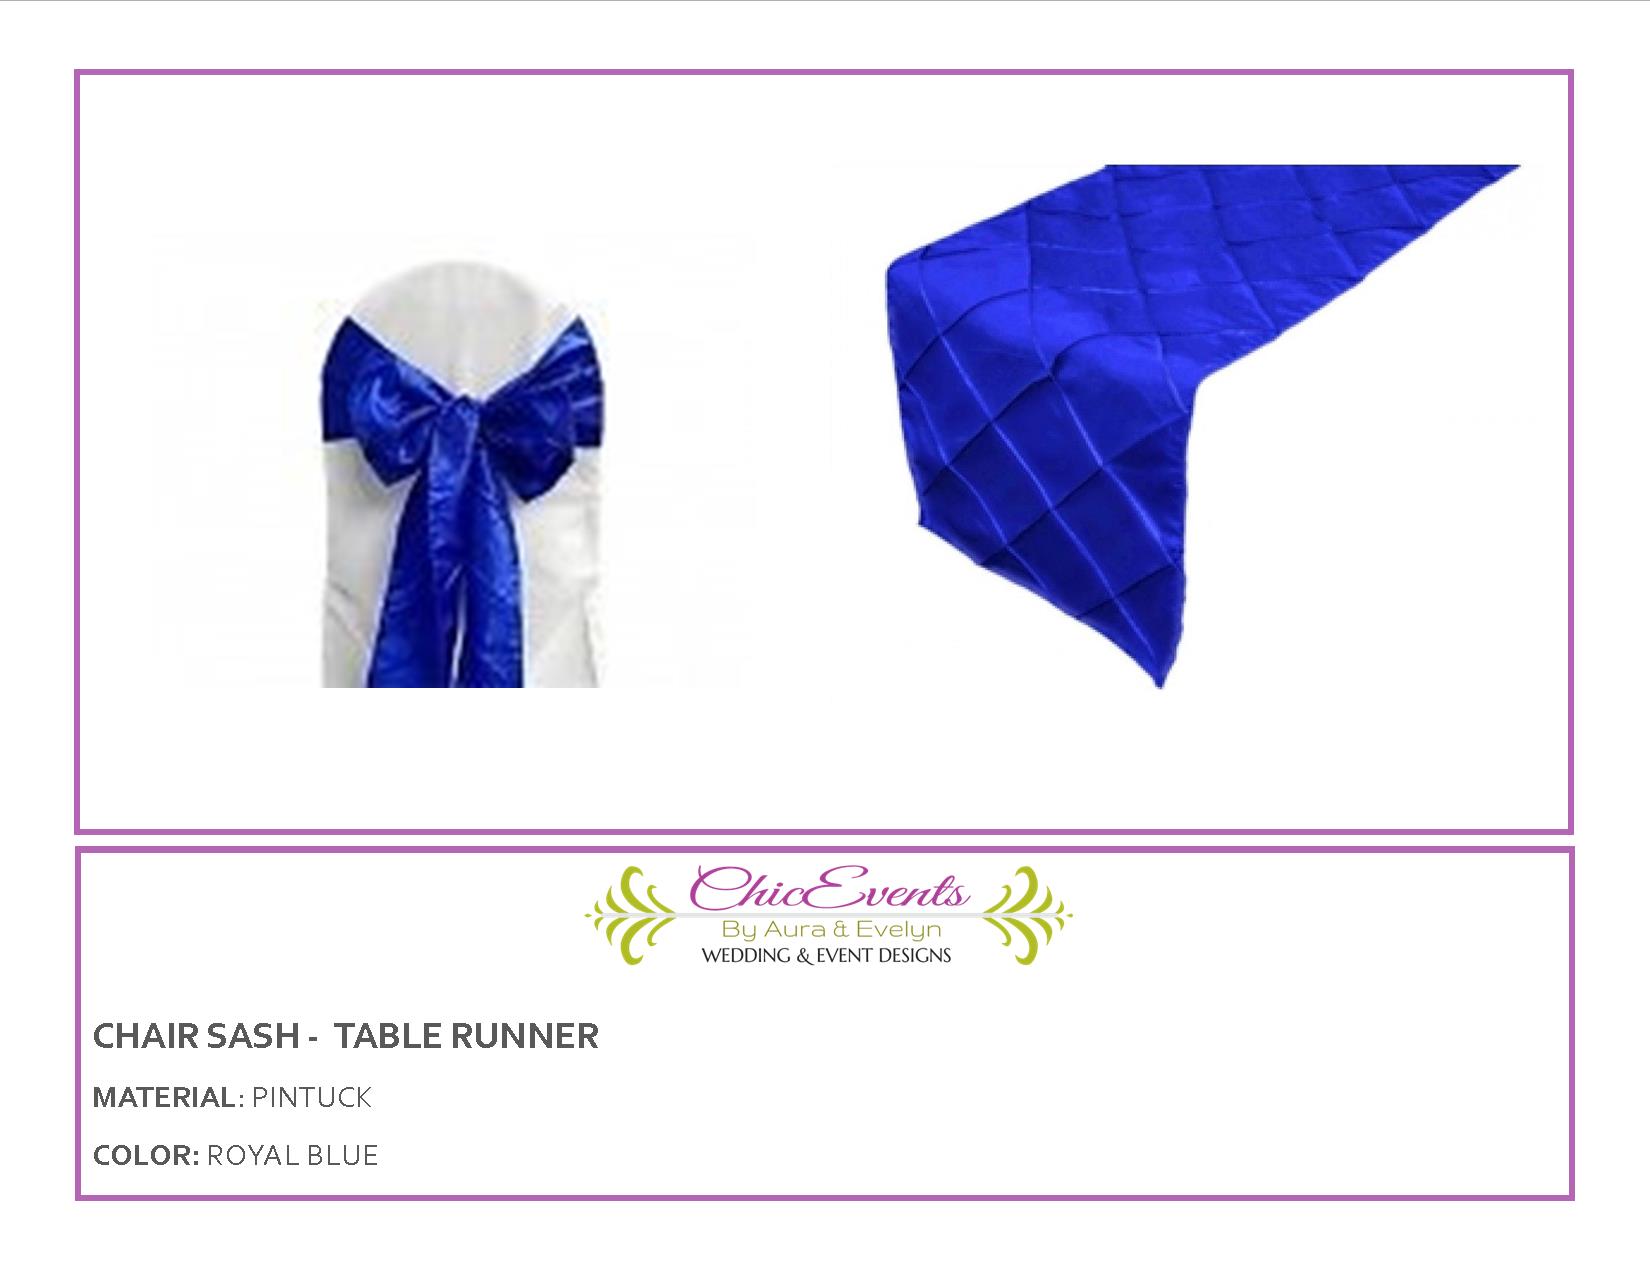 ChicEvents
By Aura & Evelyn
WEDDING & EVENT DESIGNS
CHAIR SASH - TABLE RUNNER
MATERIAL: PINTUCK
COLOR: ROYAL BLUE